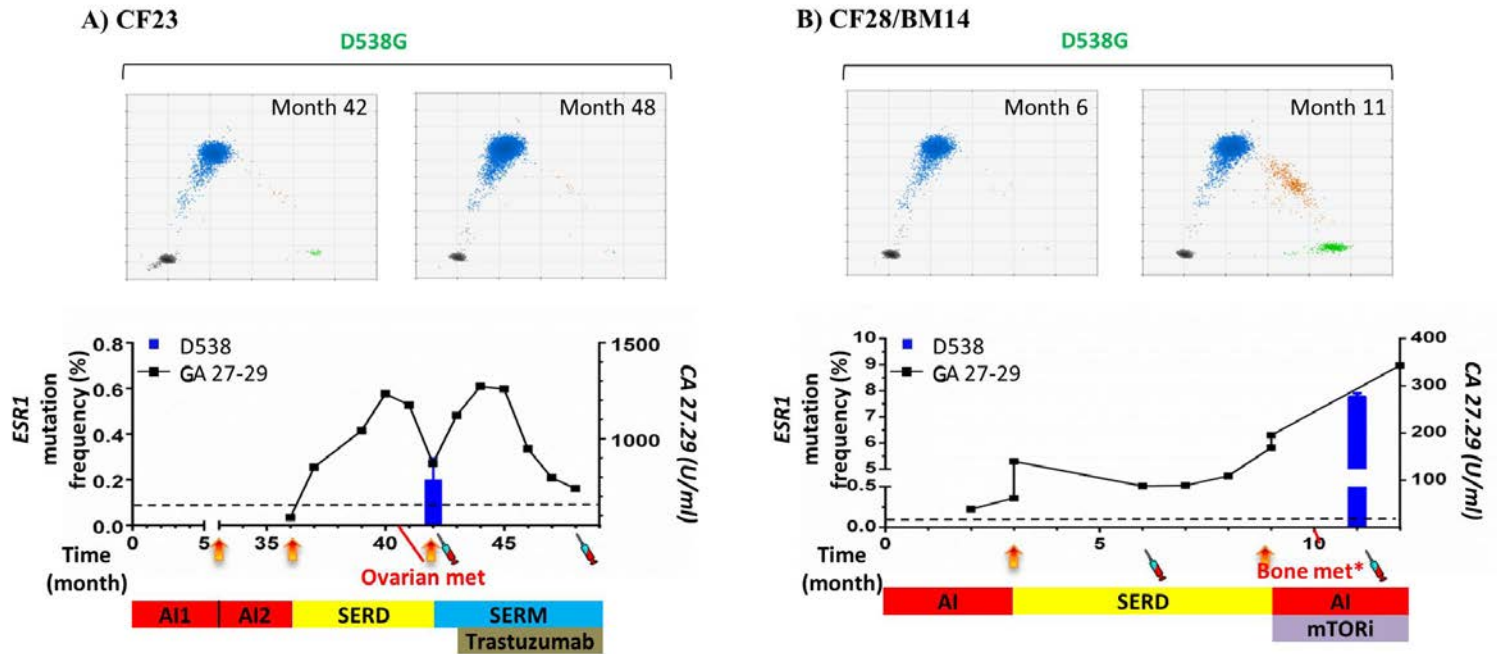 A) CF23
D538G
Month 42
Month 48
0.8
0.6
0.4
0.2
0.0
ESR1
mutation
frequency (%)
D538
GA 27-29
1500
1000
CA 27.29 (U/ml)
0 5 35 40 45
Time
(month)
Ovarian met
AI1 AI2 SERD SERM
Trastuzumab
B) CF28/BM14
D538G
Month 6
Month 11
10
9
8
7
6
5
0.5
0.0
ESR1
mutation
frequency (%)
D538
GA 27-29
400
300
200
100
CA 27.29 (U/ml)
0 5 10
Time
(month)
Bone met*
AI SERD AI
mTORi